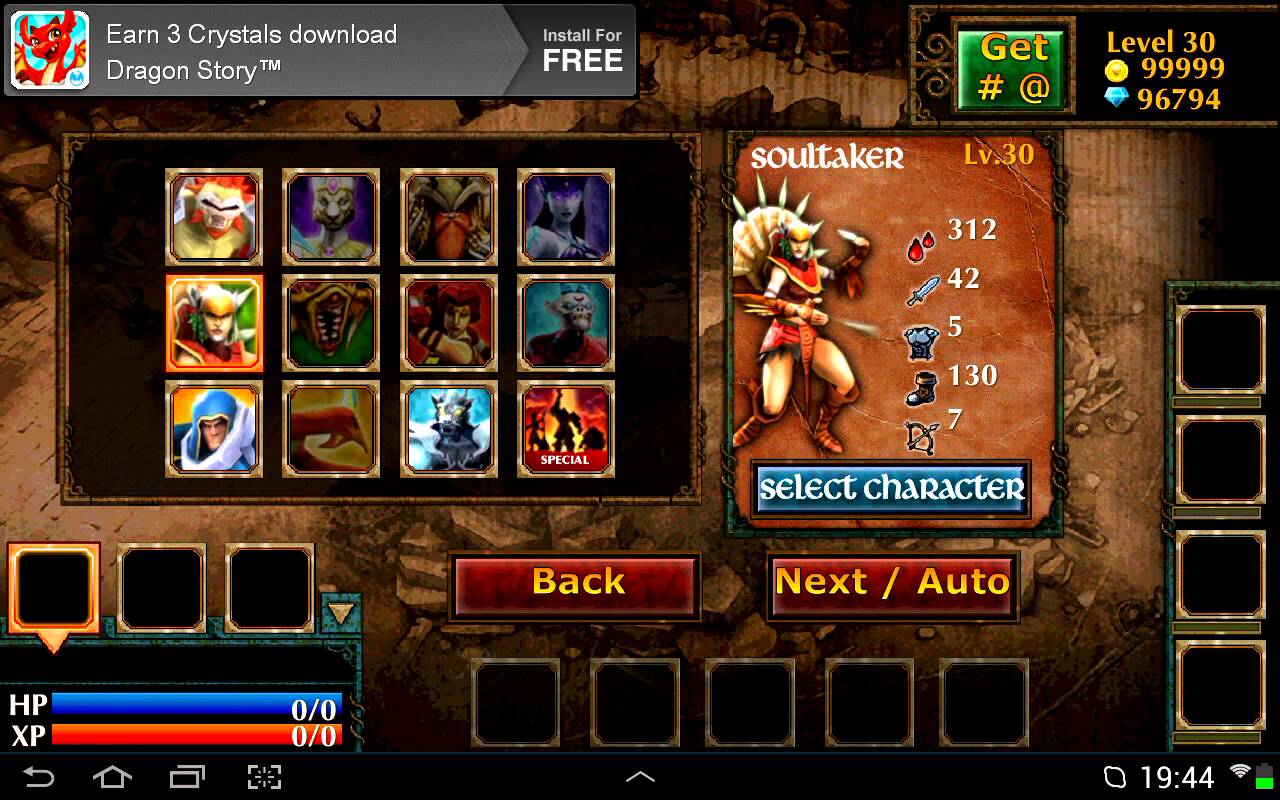 Earn 3 Crystals download
Dragon Story™
Install For
FREE
Get
# @
Level 30
99999
96794
soultaker
Lv.30
312
42
5
130
7
SPECIAL
select character
Back
Next / Auto
HP
0/0
XP
0/0
19:44